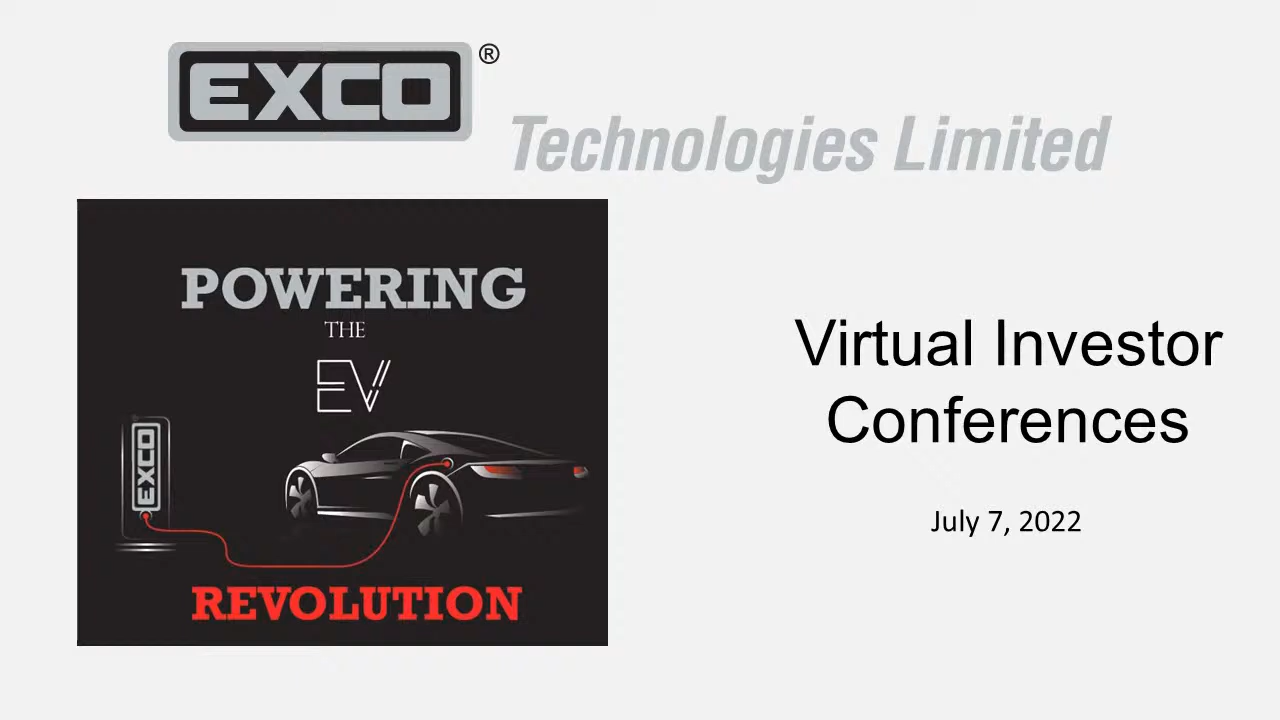 EXCO ®
Technologies Limited
POWERING
THE
EV
EXCO
REVOLUTION
Virtual Investor
Conferences
July 7, 2022